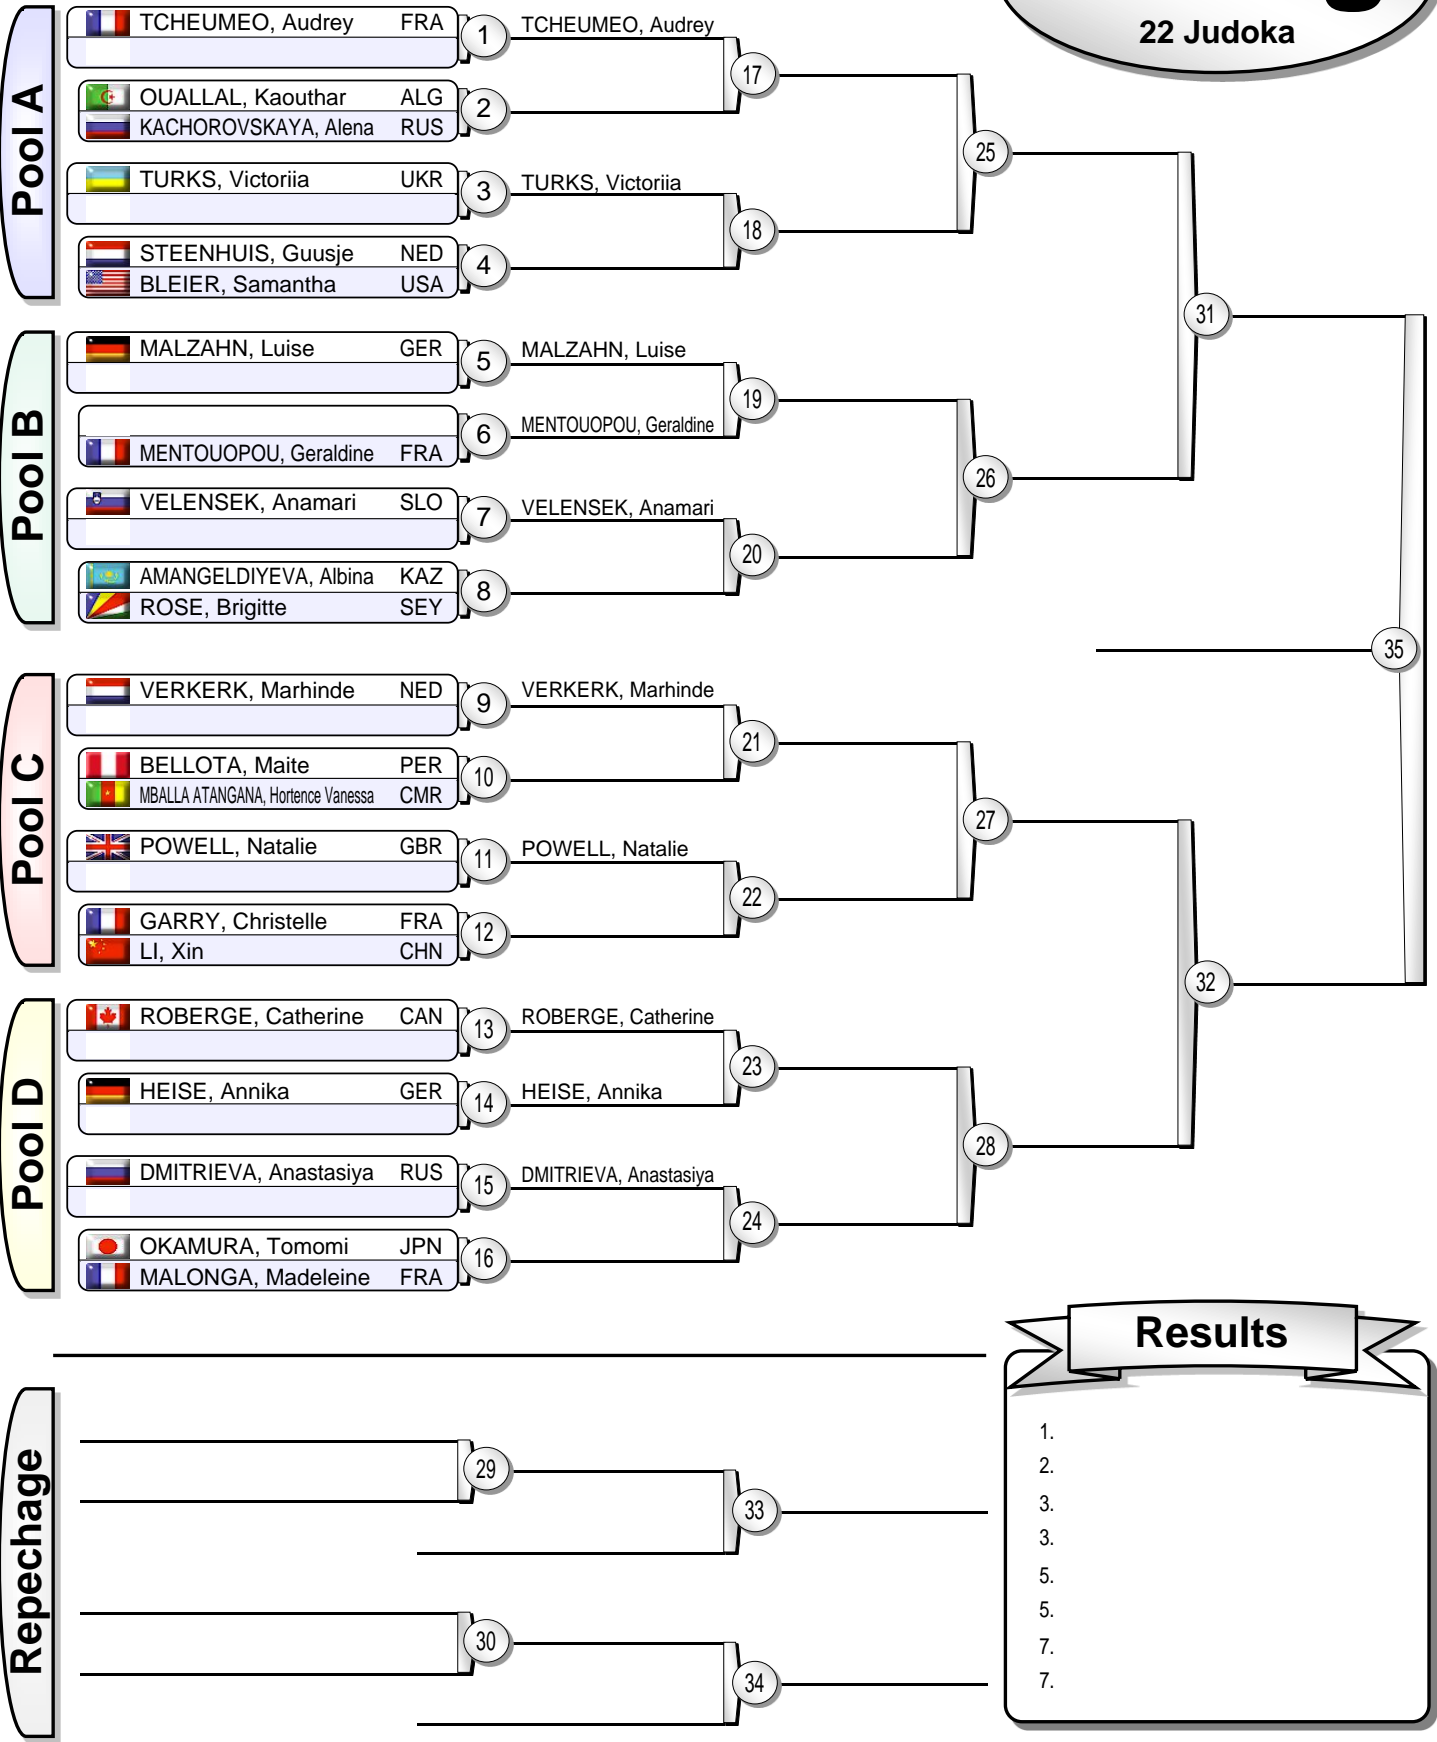 22 Judoka
Pool A
TCHEUMEO, Audrey FRA 1 TCHEUMEO, Audrey
17
OUALLAL, Kaouthar ALG
2
KACHOROVSKAYA, Alena RUS
25
TURKS, Victoriia UKR 3 TURKS, Victoriia
18
STEENHUIS, Guusje NED
4
BLEIER, Samantha USA
31
Pool B
MALZAHN, Luise GER 5 MALZAHN, Luise
19
6 MENTOUOPOU, Geraldine
MENTOUOPOU, Geraldine FRA
26
VELENSEK, Anamari SLO 7 VELENSEK, Anamari
20
AMANGELDIYEVA, Albina KAZ
8
ROSE, Brigitte SEY
35
Pool C
VERKERK, Marhinde NED 9 VERKERK, Marhinde
21
BELLOTA, Maite PER
10
MBALLA ATANGANA, Hortence Vanessa CMR
27
POWELL, Natalie GBR 11 POWELL, Natalie
22
GARRY, Christelle FRA
12
LI, Xin CHN
32
Pool D
ROBERGE, Catherine CAN 13 ROBERGE, Catherine
23
HEISE, Annika GER 14 HEISE, Annika
28
DMITRIEVA, Anastasiya RUS 15 DMITRIEVA, Anastasiya
24
OKAMURA, Tomomi JPN
16
MALONGA, Madeleine FRA
Repechage
29
33
30
34
Results
1.
2.
3.
3.
5.
5.
7.
7.